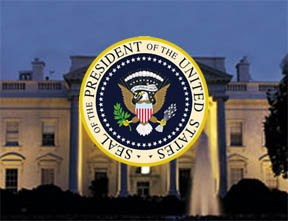 SEAL OF THE PRESIDENT OF THE UNITED STATES